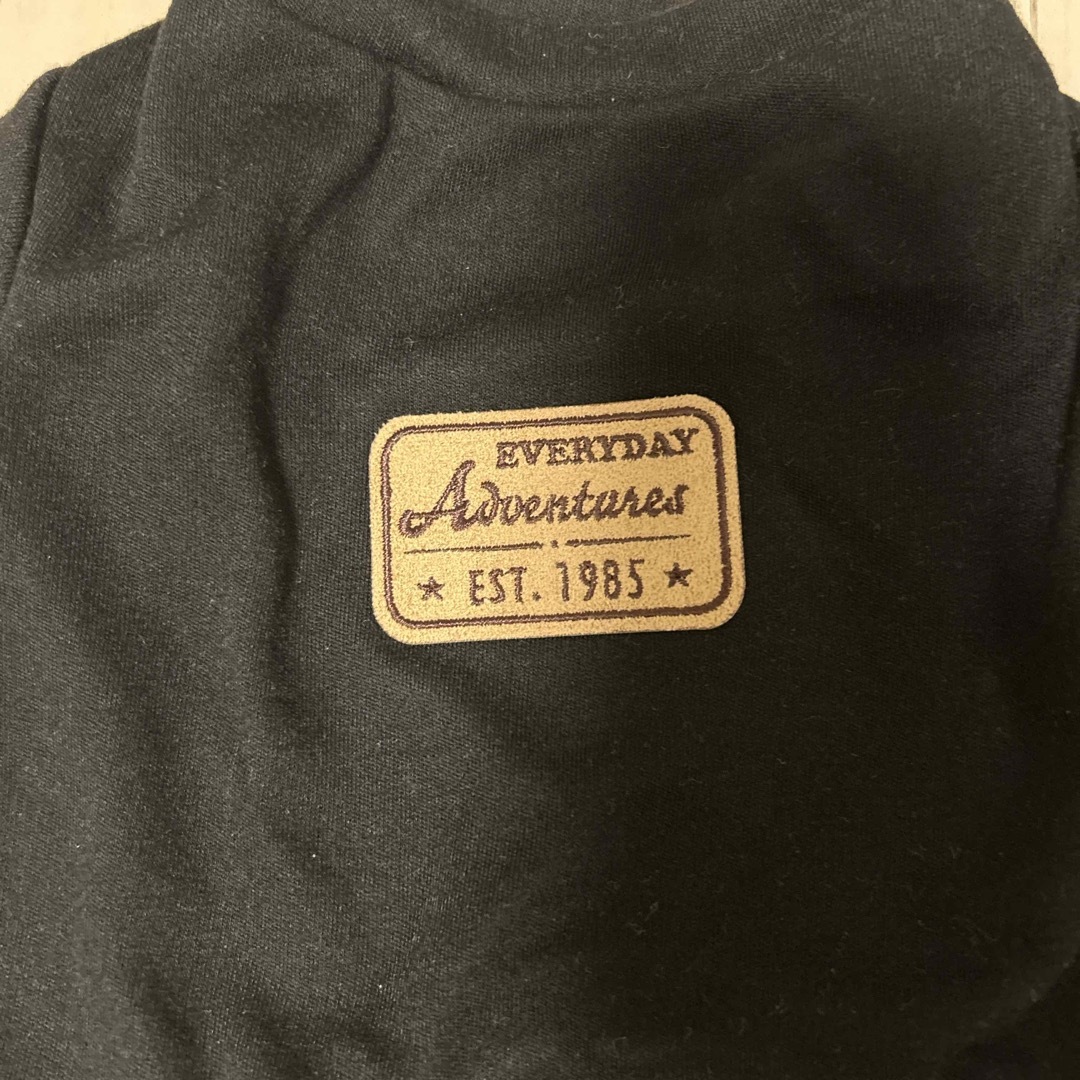 EVERYDAY
Adventures
★ EST. 1985 ★